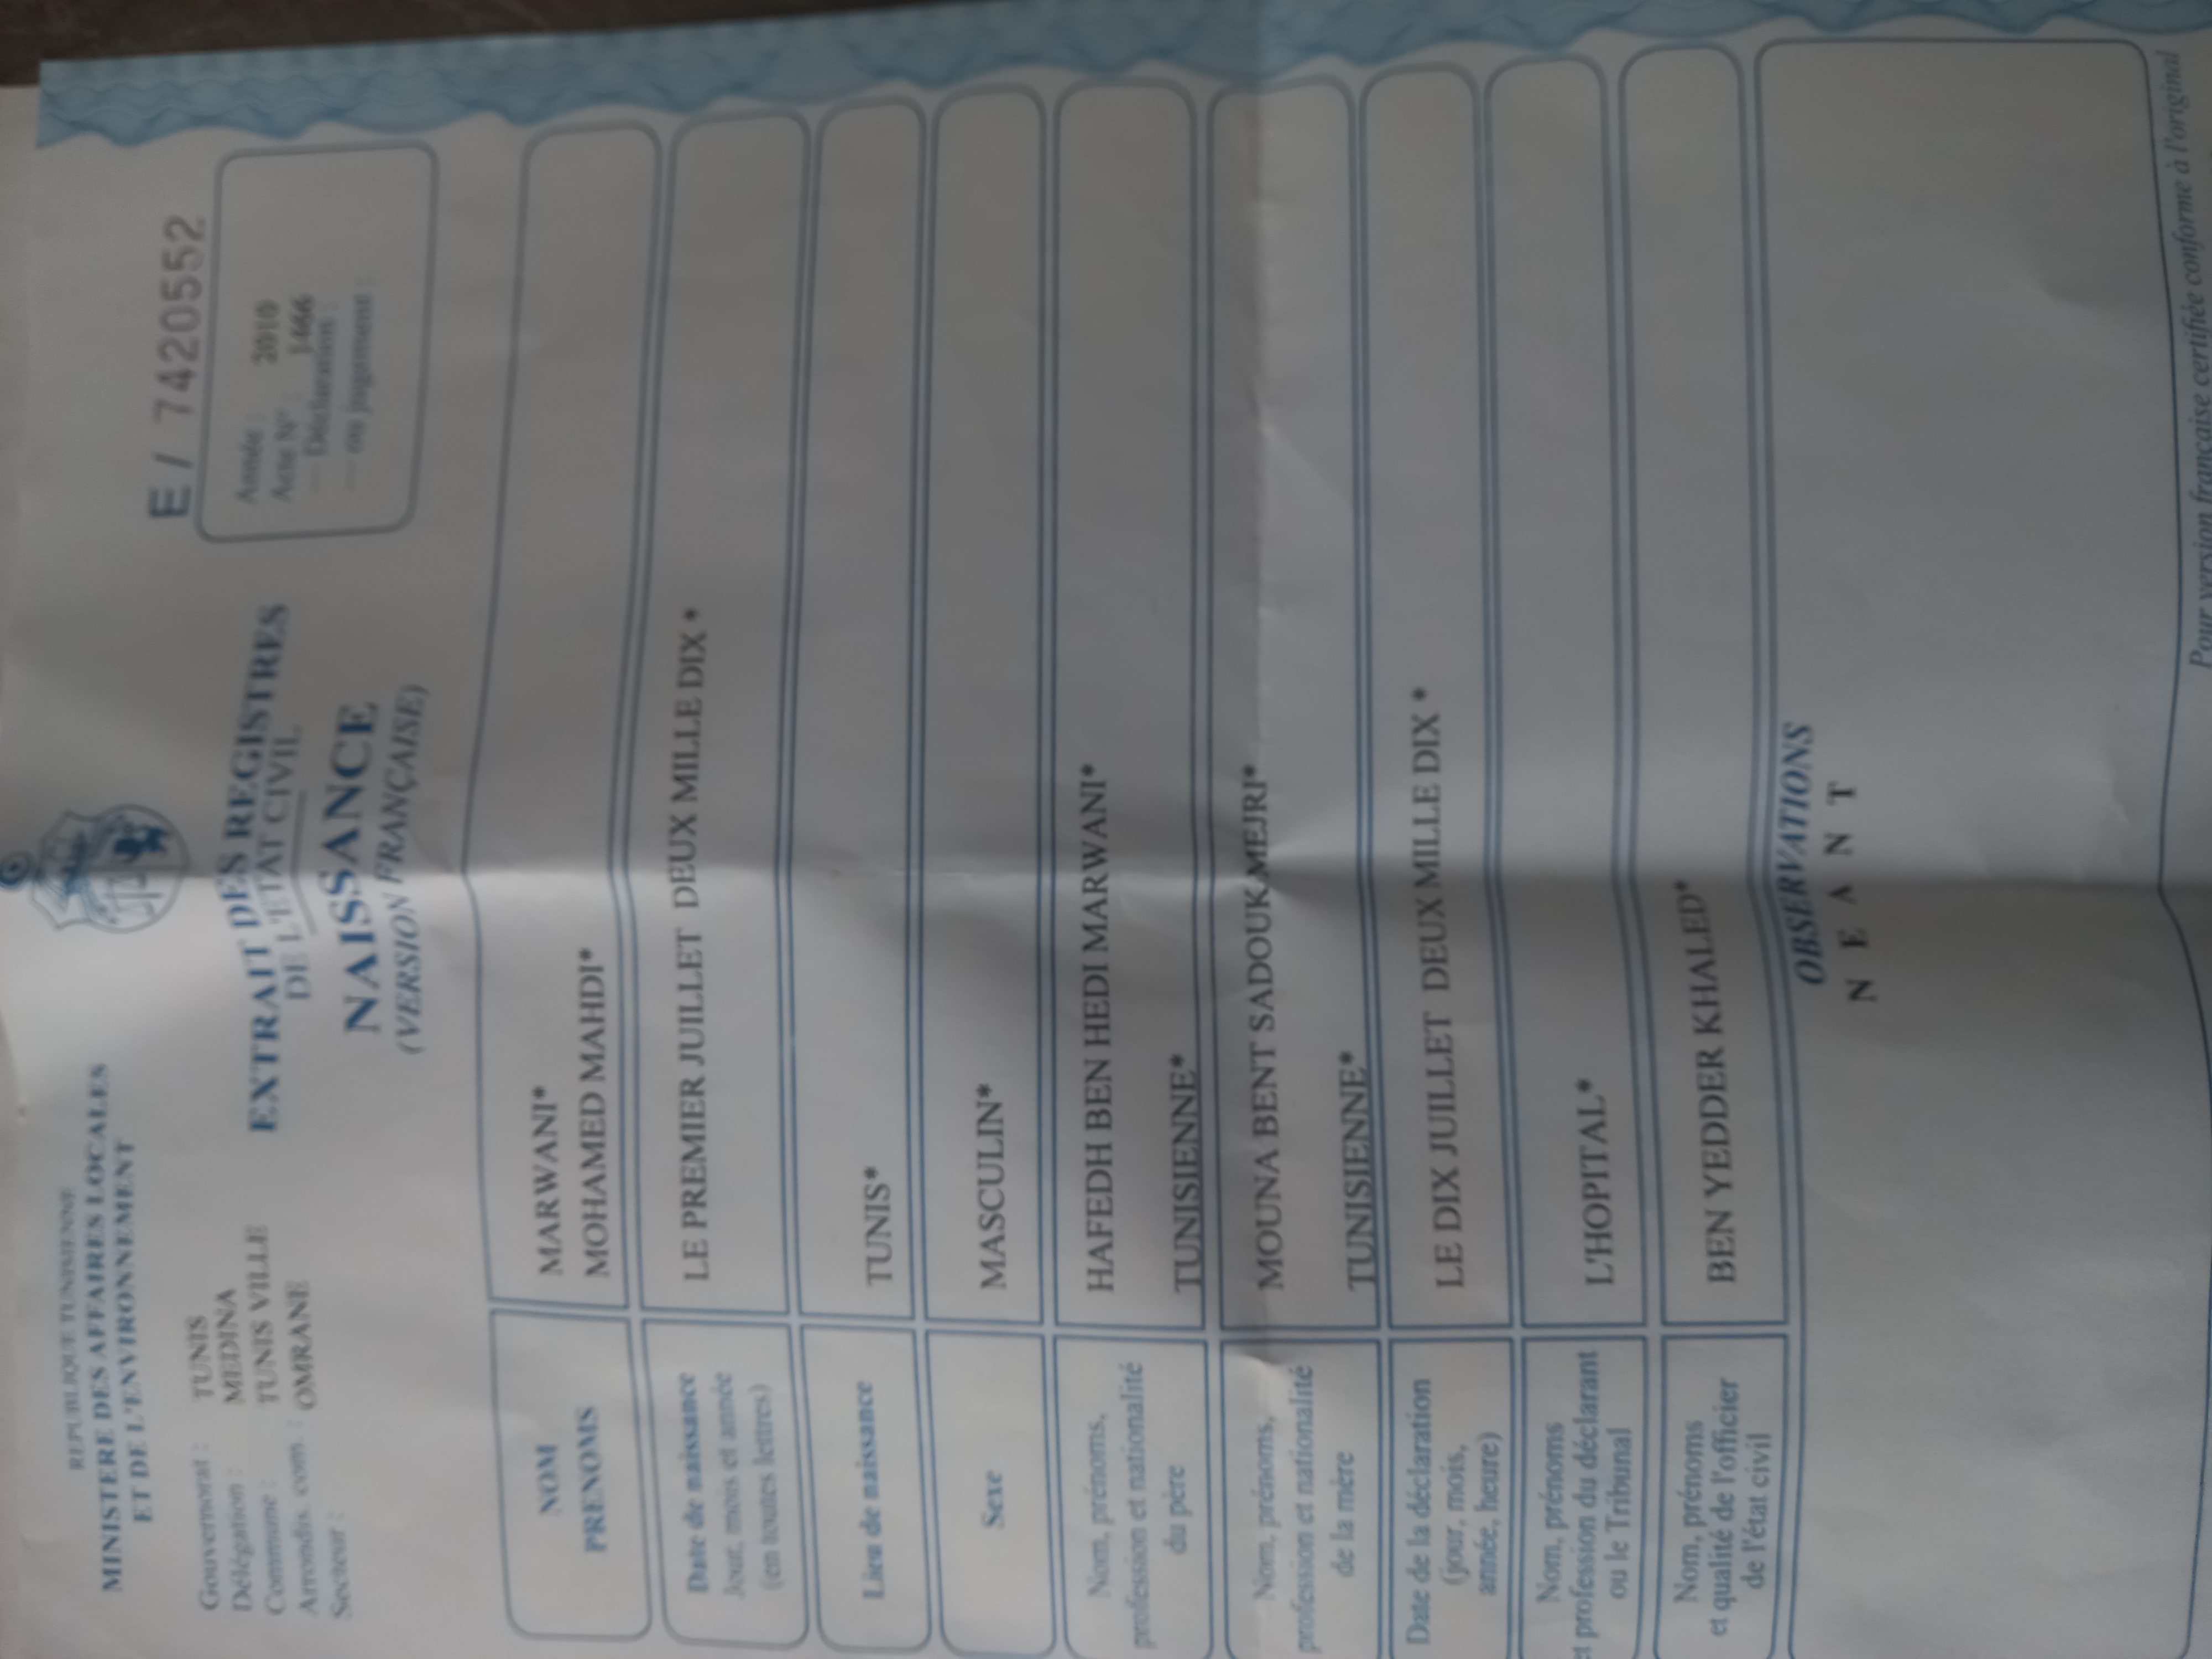 REPUBLIQUE TUNISIENNE
MINISTERE DES AFFAIRES LOCALES
ET DE L'ENVIRONNEMENT
Gouvernorat : TUNIS
Délégation : MEDINA
Commune : TUNIS VILLE
Arrondis. com. : OMRANE
Secteur :
EXTRAIT DES REGISTRES
DE L'ETAT CIVIL
NAISSANCE
(VERSION FRANÇAISE)
E / 7420552
Année : 2010
Acte N° : 1466
— Déclaration :
— ou jugement :
NOM
PRENOMS
MARWANI*
MOHAMED MAHDI*
Date de naissance
Jour, mois et année
(en toutes lettres)
LE PREMIER JUILLET DEUX MILLE DIX *
Lieu de naissance
TUNIS*
Sexe
MASCULIN*
Nom, prénoms,
profession et nationalité
du père
HAFEDH BEN HEDI MARWANI*
TUNISIENNE*
Nom, prénoms,
profession et nationalité
de la mère
MOUNA BENT SADOUK MEJRI*
TUNISIENNE*
Date de la déclaration
(jour, mois,
année, heure)
LE DIX JUILLET DEUX MILLE DIX *
Nom, prénoms
et profession du déclarant
ou le Tribunal
L'HOPITAL*
Nom, prénoms
et qualité de l'officier
de l'état civil
BEN YEDDER KHALED*
OBSERVATIONS
N E A N T
Pour version française certifiée conforme à l'original